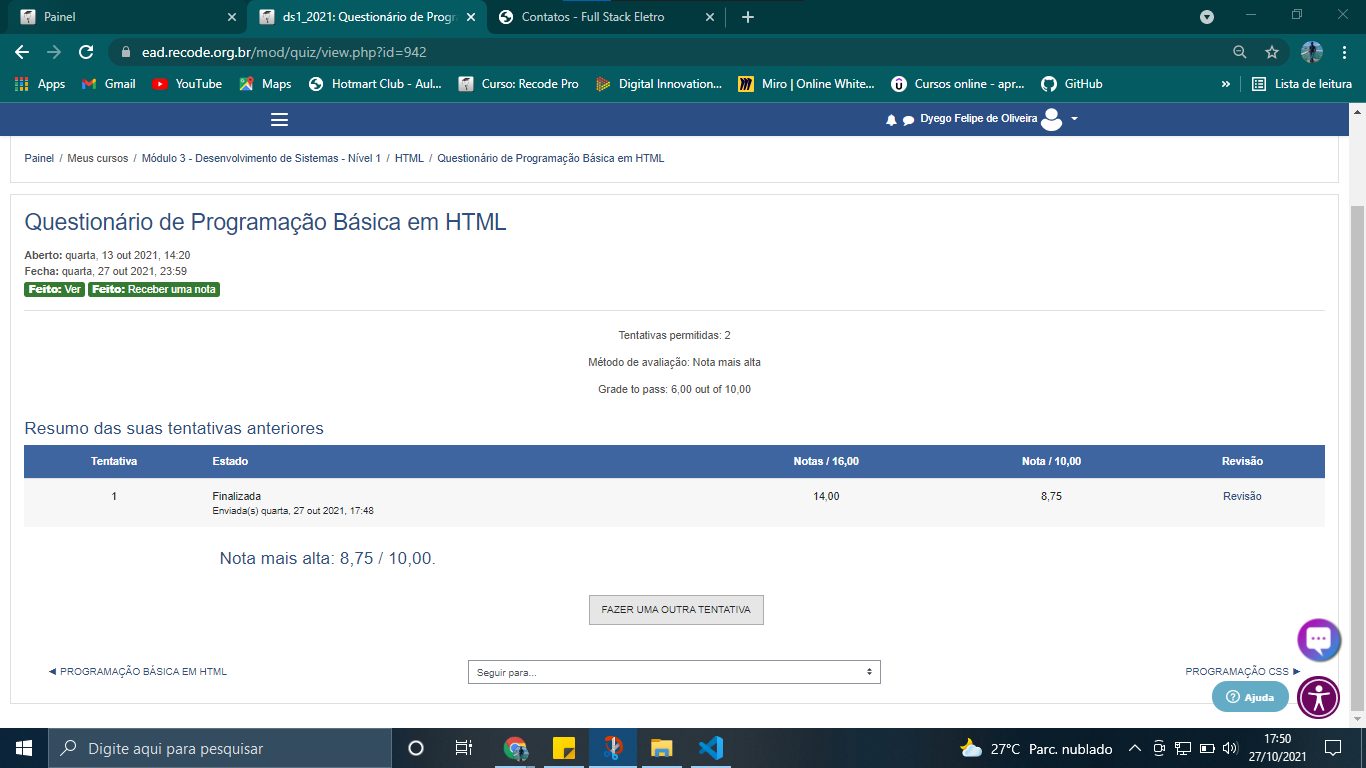 Painel
ds1_2021: Questionário de Progr
Contatos - Full Stack Eletro
ead.recode.org.br/mod/quiz/view.php?id=942
Apps
Gmail
YouTube
Maps
Hotmart Club - Aul...
Curso: Recode Pro
Digital Innovation...
Miro | Online White...
Cursos online - apr...
GitHub
»
Lista de leitura
Dyego Felipe de Oliveira
Painel / Meus cursos / Módulo 3 - Desenvolvimento de Sistemas - Nível 1 / HTML / Questionário de Programação Básica em HTML
Questionário de Programação Básica em HTML
Aberto: quarta, 13 out 2021, 14:20
Fecha: quarta, 27 out 2021, 23:59
Feito: Ver Feito: Receber uma nota
Tentativas permitidas: 2
Método de avaliação: Nota mais alta
Grade to pass: 6,00 out of 10,00
Resumo das suas tentativas anteriores
Tentativa Estado Notas / 16,00 Nota / 10,00 Revisão
1 Finalizada 14,00 8,75 Revisão
Enviada(s) quarta, 27 out 2021, 17:48
Nota mais alta: 8,75 / 10,00.
FAZER UMA OUTRA TENTATIVA
◄ PROGRAMAÇÃO BÁSICA EM HTML
Seguir para...
PROGRAMAÇÃO CSS ►
Ajuda
Digite aqui para pesquisar
27°C Parc. nublado
17:50
27/10/2021